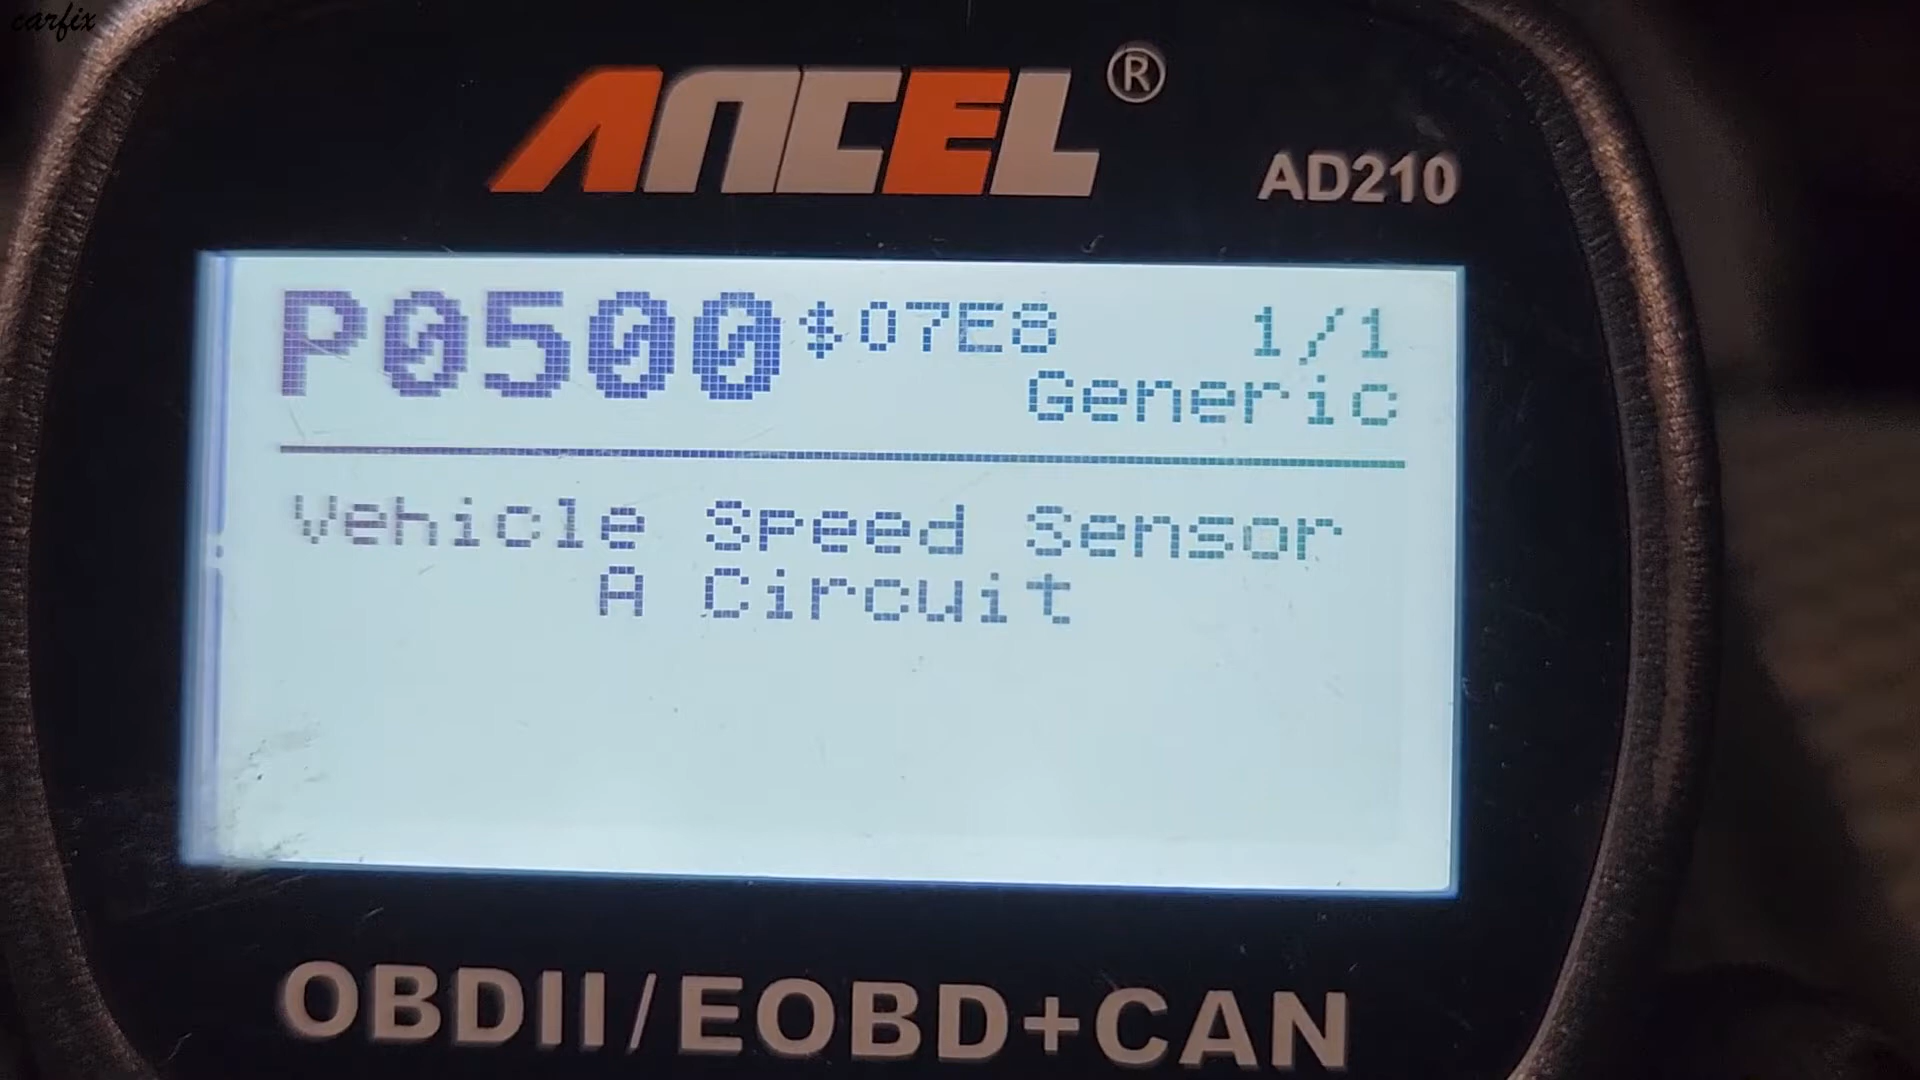 carfix
ANCEL®
AD210
P0500 $07E8 1/1
Generic
Vehicle Speed Sensor
A Circuit
OBDII/EOBD+CAN